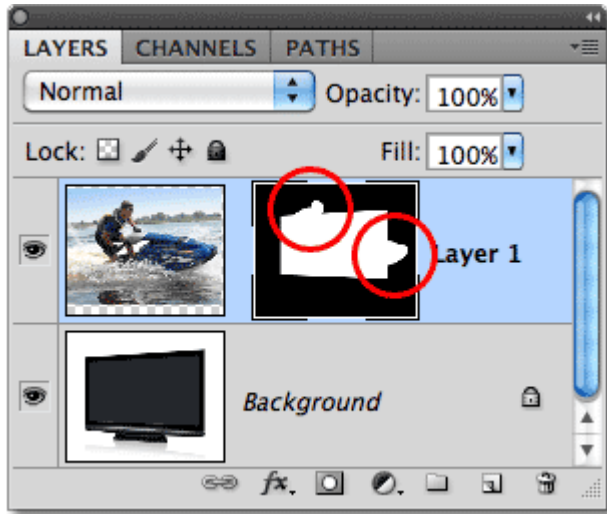 LAYERS CHANNELS PATHS
Normal Opacity: 100%
Lock: Fill: 100%
Layer 1
Background
fx.